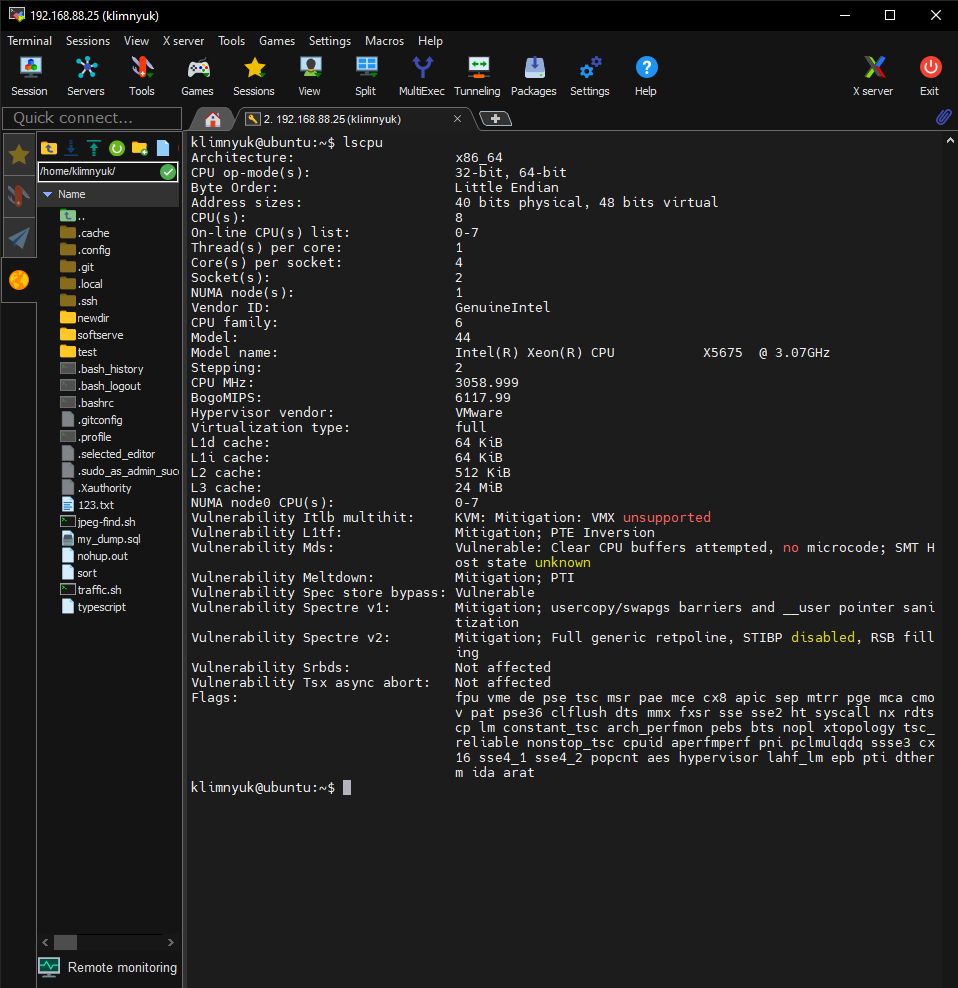 192.168.88.25 (klimnyuk)
Terminal Sessions View X server Tools Games Settings Macros Help
Session Servers Tools Games Sessions View Split MultiExec Tunneling Packages Settings Help X server Exit
Quick connect...
2. 192.168.88.25 (klimnyuk)
/home/klimnyuk/
Name
..
.cache
.config
.git
.local
.ssh
newdir
softserve
test
.bash_history
.bash_logout
.bashrc
.gitconfig
.profile
.selected_editor
.sudo_as_admin_suc
.Xauthority
123.txt
jpeg-find.sh
my_dump.sql
nohup.out
sort
traffic.sh
typescript
Remote monitoring
klimnyuk@ubuntu:~$ lscpu
Architecture: x86_64
CPU op-mode(s): 32-bit, 64-bit
Byte Order: Little Endian
Address sizes: 40 bits physical, 48 bits virtual
CPU(s): 8
On-line CPU(s) list: 0-7
Thread(s) per core: 1
Core(s) per socket: 4
Socket(s): 2
NUMA node(s): 1
Vendor ID: GenuineIntel
CPU family: 6
Model: 44
Model name: Intel(R) Xeon(R) CPU X5675 @ 3.07GHz
Stepping: 2
CPU MHz: 3058.999
BogoMIPS: 6117.99
Hypervisor vendor: VMware
Virtualization type: full
L1d cache: 64 KiB
L1i cache: 64 KiB
L2 cache: 512 KiB
L3 cache: 24 MiB
NUMA node0 CPU(s): 0-7
Vulnerability Itlb multihit: KVM: Mitigation: VMX unsupported
Vulnerability L1tf: Mitigation; PTE Inversion
Vulnerability Mds: Vulnerable: Clear CPU buffers attempted, no microcode; SMT H
ost state unknown
Vulnerability Meltdown: Mitigation; PTI
Vulnerability Spec store bypass: Vulnerable
Vulnerability Spectre v1: Mitigation; usercopy/swapgs barriers and __user pointer sani
tization
Vulnerability Spectre v2: Mitigation; Full generic retpoline, STIBP disabled, RSB fill
ing
Vulnerability Srbds: Not affected
Vulnerability Tsx async abort: Not affected
Flags: fpu vme de pse tsc msr pae mce cx8 apic sep mtrr pge mca cmo
v pat pse36 clflush dts mmx fxsr sse sse2 ht syscall nx rdts
cp lm constant_tsc arch_perfmon pebs bts nopl xtopology tsc_
reliable nonstop_tsc cpuid aperfmperf pni pclmulqdq ssse3 cx
16 sse4_1 sse4_2 popcnt aes hypervisor lahf_lm epb pti dther
m ida arat
klimnyuk@ubuntu:~$